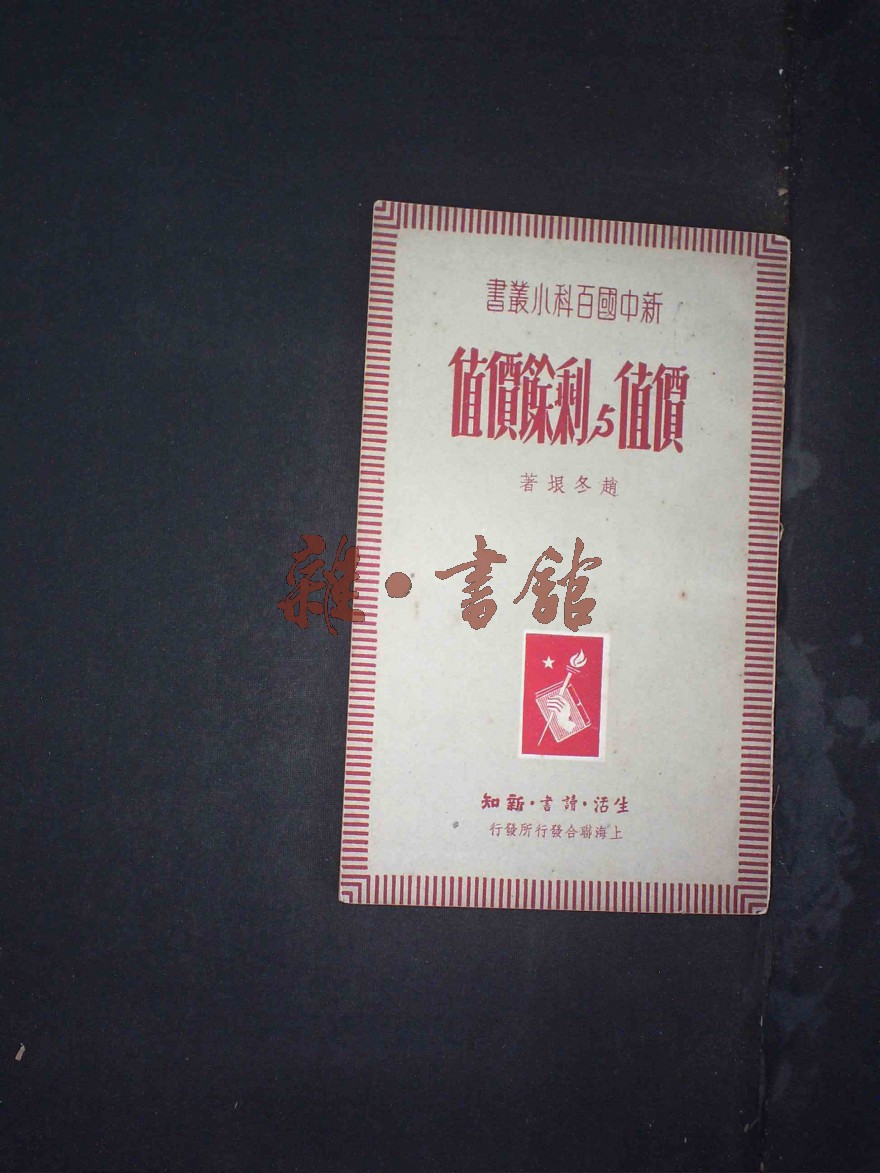 新中國百科小叢書
價值与剩餘價值
趙冬垠著
雜·書館
生活·讀書·新知
上海聯合發行所發行